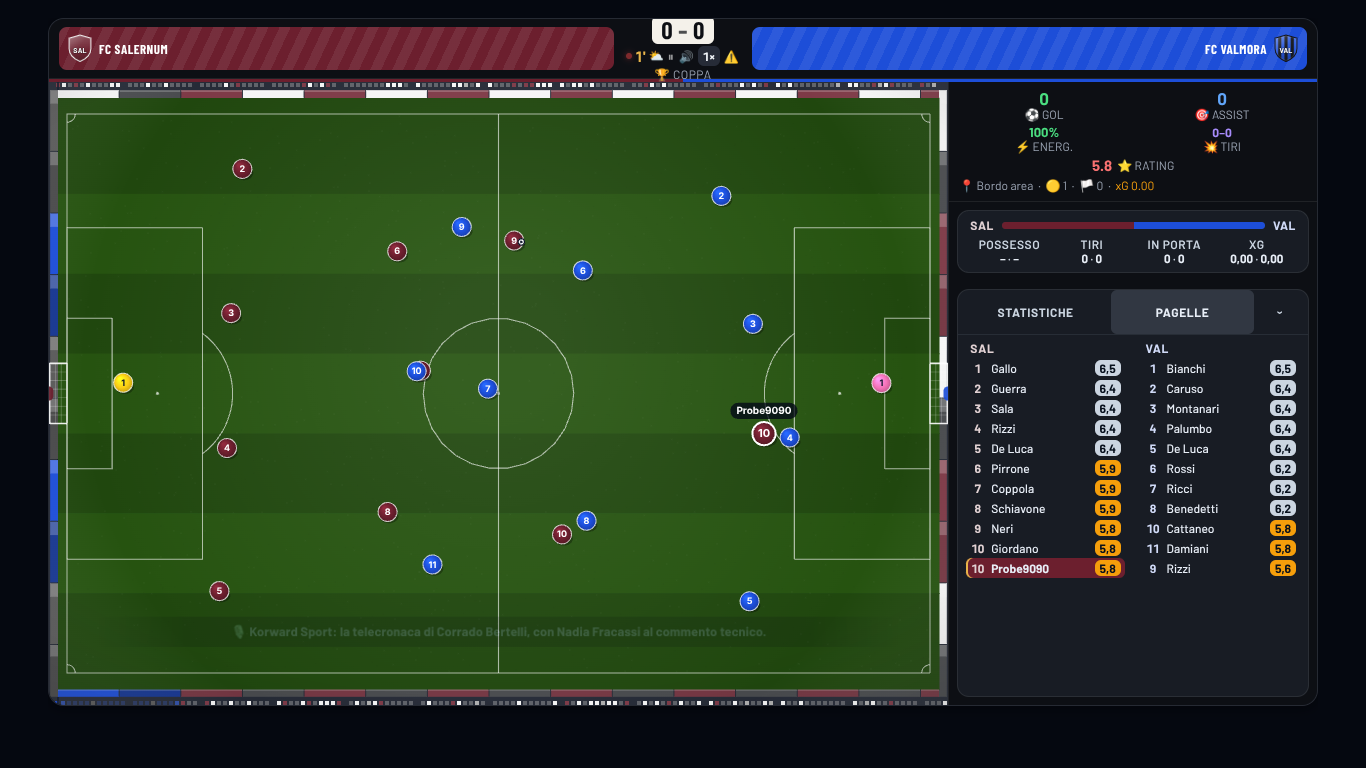 SAL FC SALERNUM
0 - 0
FC VALMORA VAL
1' 1×
COPPA
0 0
GOL ASSIST
100% 0-0
ENERG. TIRI
5.8 RATING
Bordo area · 1 · 0 · xG 0.00
SAL VAL
POSSESSO TIRI IN PORTA XG
– · – 0 · 0 0 · 0 0,00 · 0,00
STATISTICHE PAGELLE
SAL VAL
1 Gallo 6,5 1 Bianchi 6,5
2 Guerra 6,4 2 Caruso 6,4
3 Sala 6,4 3 Montanari 6,4
4 Rizzi 6,4 4 Palumbo 6,4
5 De Luca 6,4 5 De Luca 6,4
6 Pirrone 5,9 6 Rossi 6,2
7 Coppola 5,9 7 Ricci 6,2
8 Schiavone 5,9 8 Benedetti 6,2
9 Neri 5,8 10 Cattaneo 5,8
10 Giordano 5,8 11 Damiani 5,8
10 Probe9090 5,8 9 Rizzi 5,6
2
2
9
9
6
6
3
3
10
7
1
1
Probe9090
10
4
4
8
8
10
11
5
5
Korward Sport: la telecronaca di Corrado Bertelli, con Nadia Fracassi al commento tecnico.